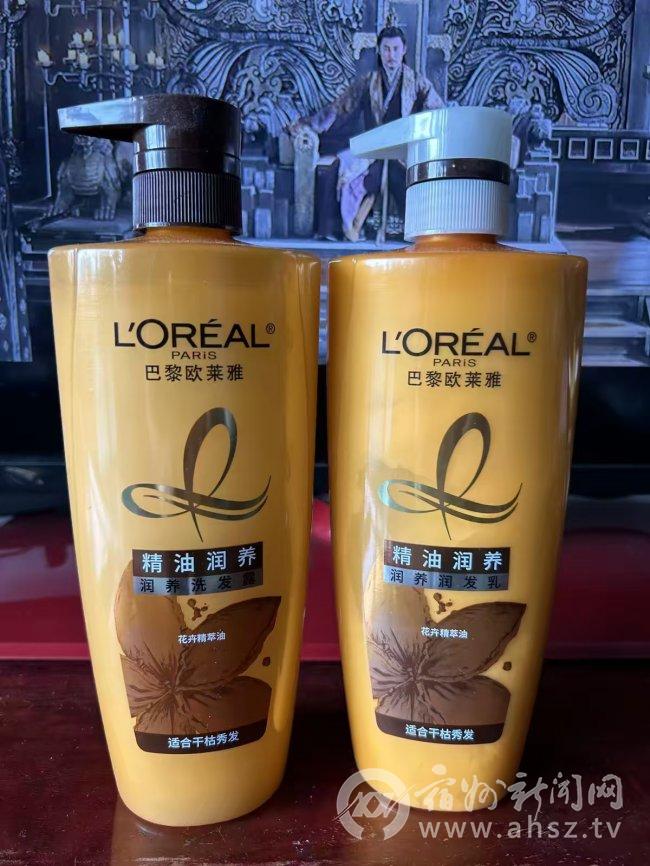 L'ORÉAL®
PARIS
巴黎欧莱雅
精油润养
润养洗发露
花卉精萃油
适合干枯秀发
L'ORÉAL®
PARIS
巴黎欧莱雅
精油润养
润养润发乳
花卉精萃油
适合干枯秀发
宿州新闻网
www.ahsz.tv